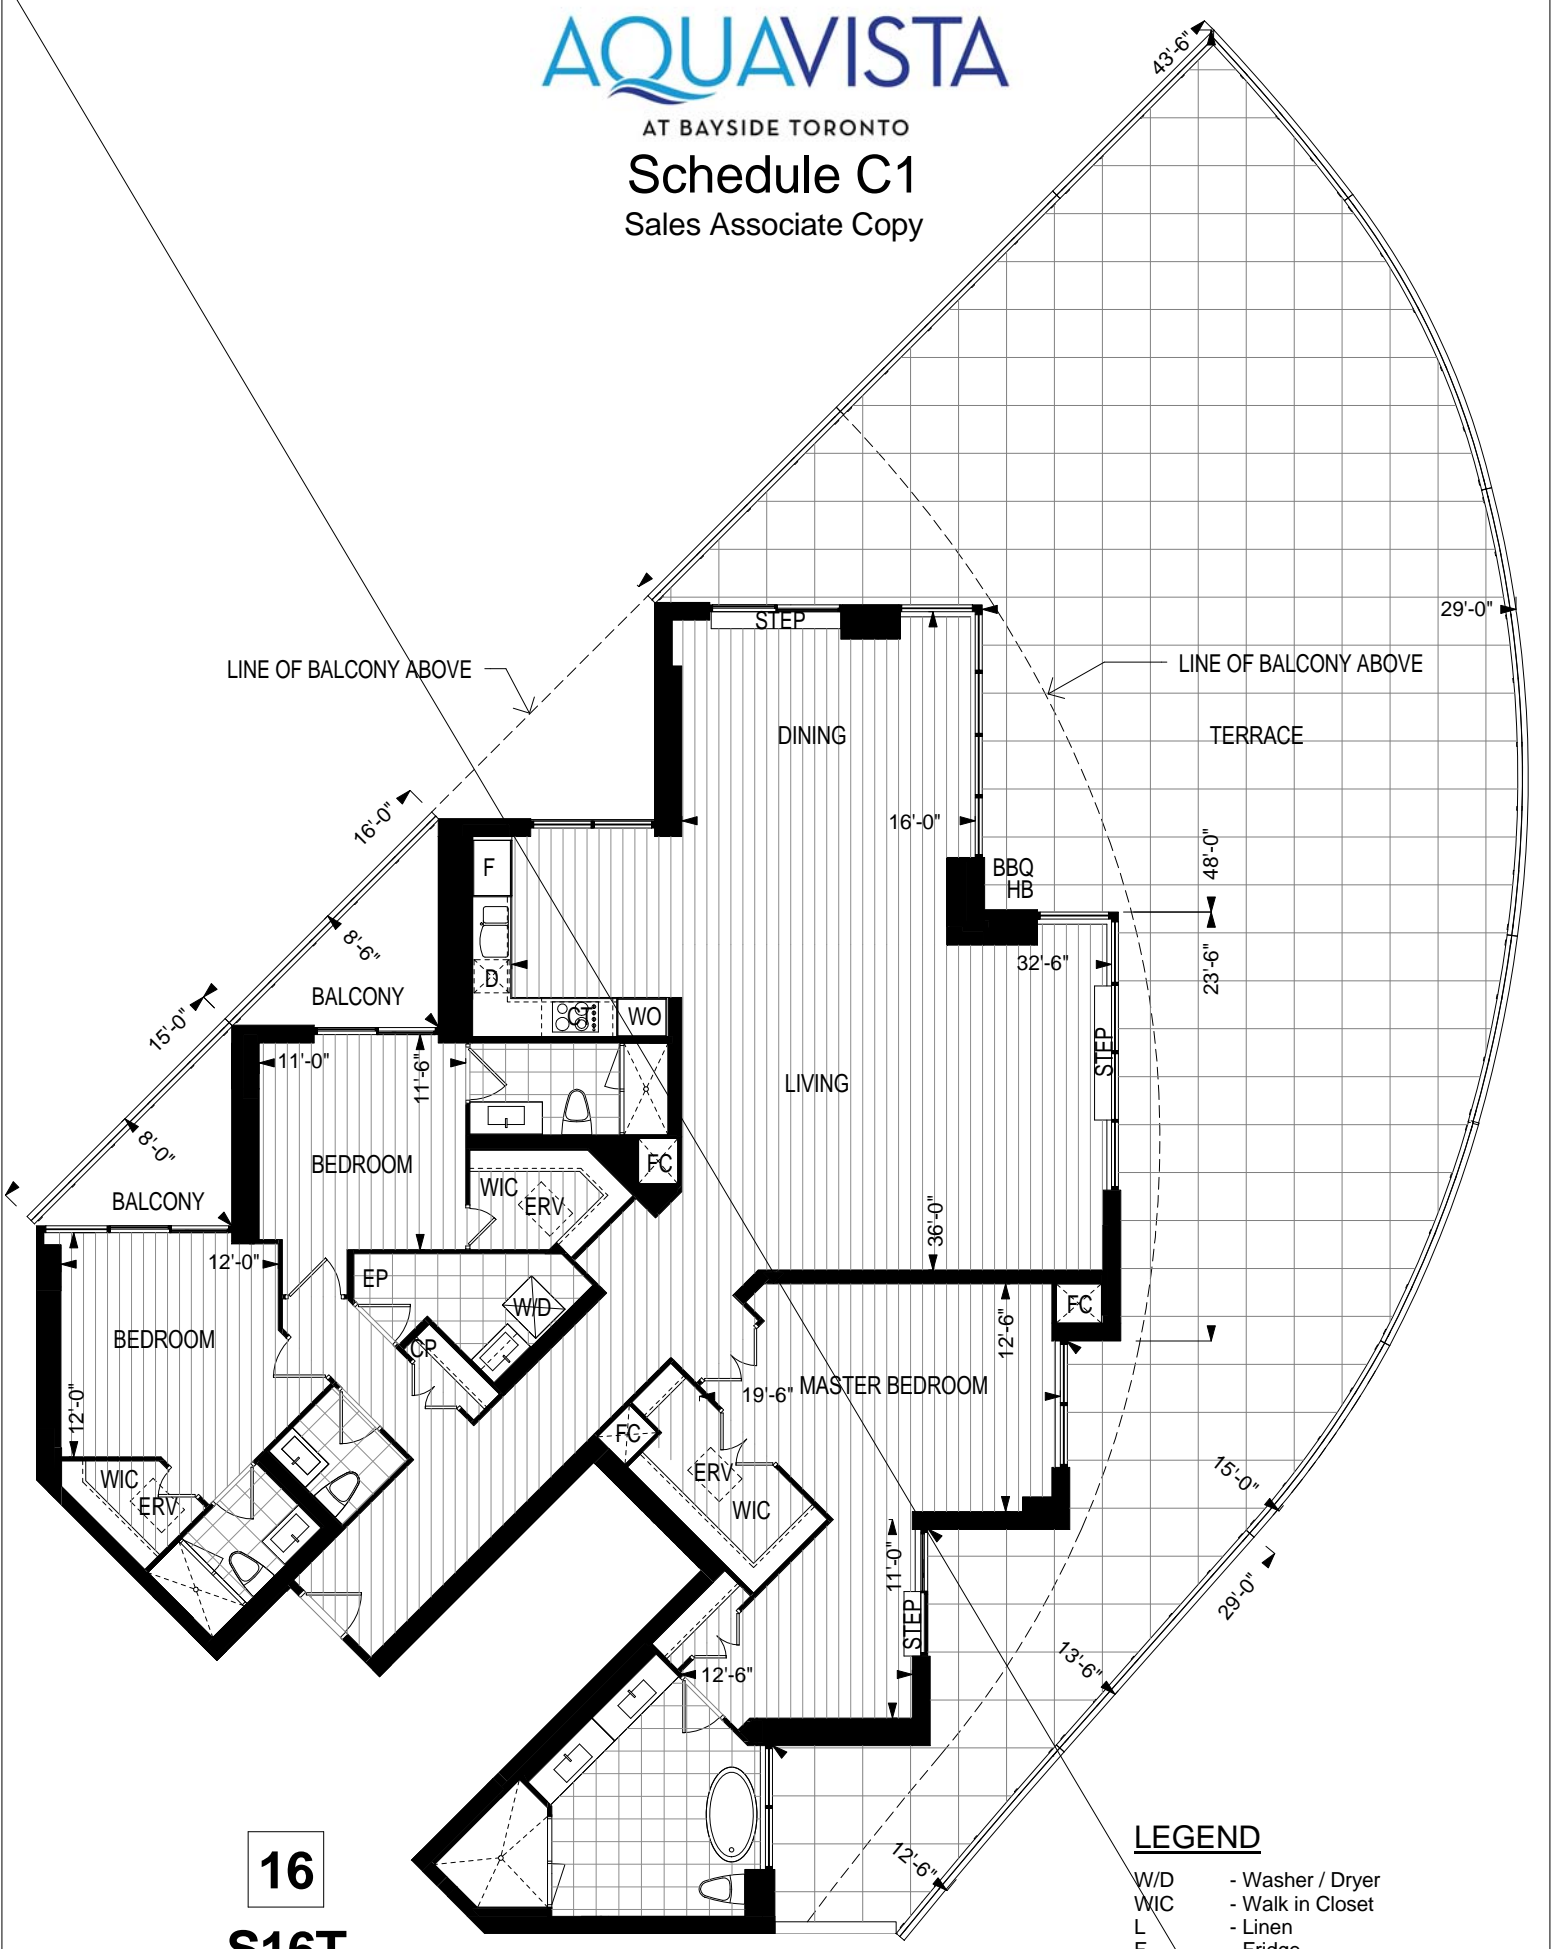 AQUAVISTA
AT BAYSIDE TORONTO
Schedule C1
Sales Associate Copy
43'-6"
STEP
29'-0"
LINE OF BALCONY ABOVE
LINE OF BALCONY ABOVE
DINING
TERRACE
16'-0"
16'-0"
48'-0"
F
BBQ
HB
8'-6"
32'-6"
23'-6"
D
BALCONY
WO
15'-0"
11'-0"
11'-6"
STEP
LIVING
8'-0"
BEDROOM
FC
WIC
ERV
BALCONY
36'-0"
12'-0"
EP
W/D
FC
BEDROOM
CP
12'-6"
19'-6"
MASTER BEDROOM
12'-0"
FC
WIC
ERV
ERV
WIC
15'-0"
11'-0"
29'-0"
STEP
13'-6"
12'-6"
12'-6"
16
S16T
LEGEND
W/D - Washer / Dryer
WIC - Walk in Closet
L - Linen
F - Fridge